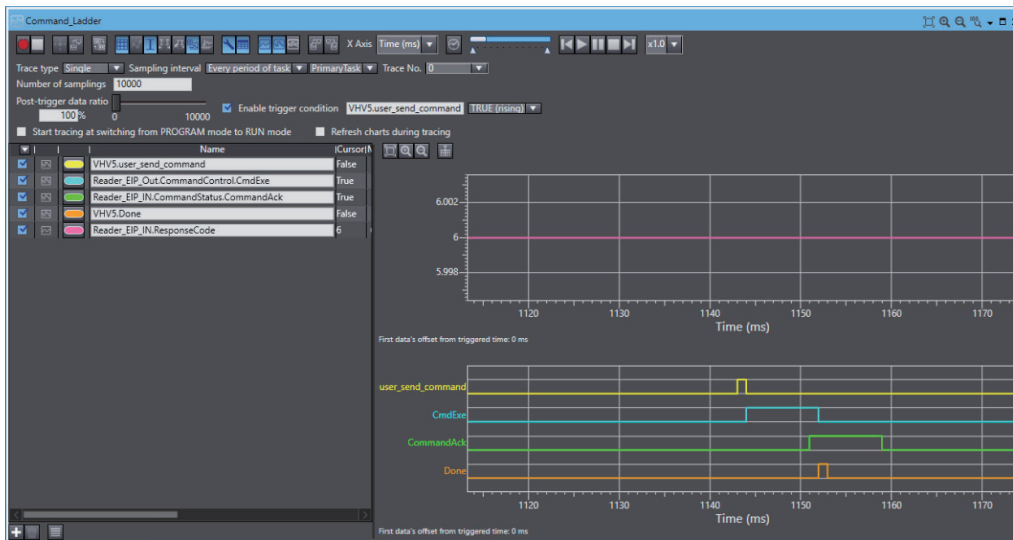 Command_Ladder
X Axis Time (ms) x1.0
Trace type Single Sampling interval Every period of task PrimaryTask Trace No. 0
Number of samplings 10000
Post-trigger data ratio
100 % 0 10000 Enable trigger condition VHV5.user_send_command TRUE (rising)
Start tracing at switching from PROGRAM mode to RUN mode Refresh charts during tracing
Name Cursor
VHV5.user_send_command False
Reader_EIP_Out.CommandControl.CmdExe True
Reader_EIP_IN.CommandStatus.CommandAck True
VHV5.Done False
Reader_EIP_IN.ResponseCode 6
6.002
6
5.998
1120 1130 1140 1150 1160 1170
Time (ms)
First data's offset from triggered time: 0 ms
user_send_command
CmdExe
CommandAck
Done
1120 1130 1140 1150 1160 1170
Time (ms)
First data's offset from triggered time: 0 ms